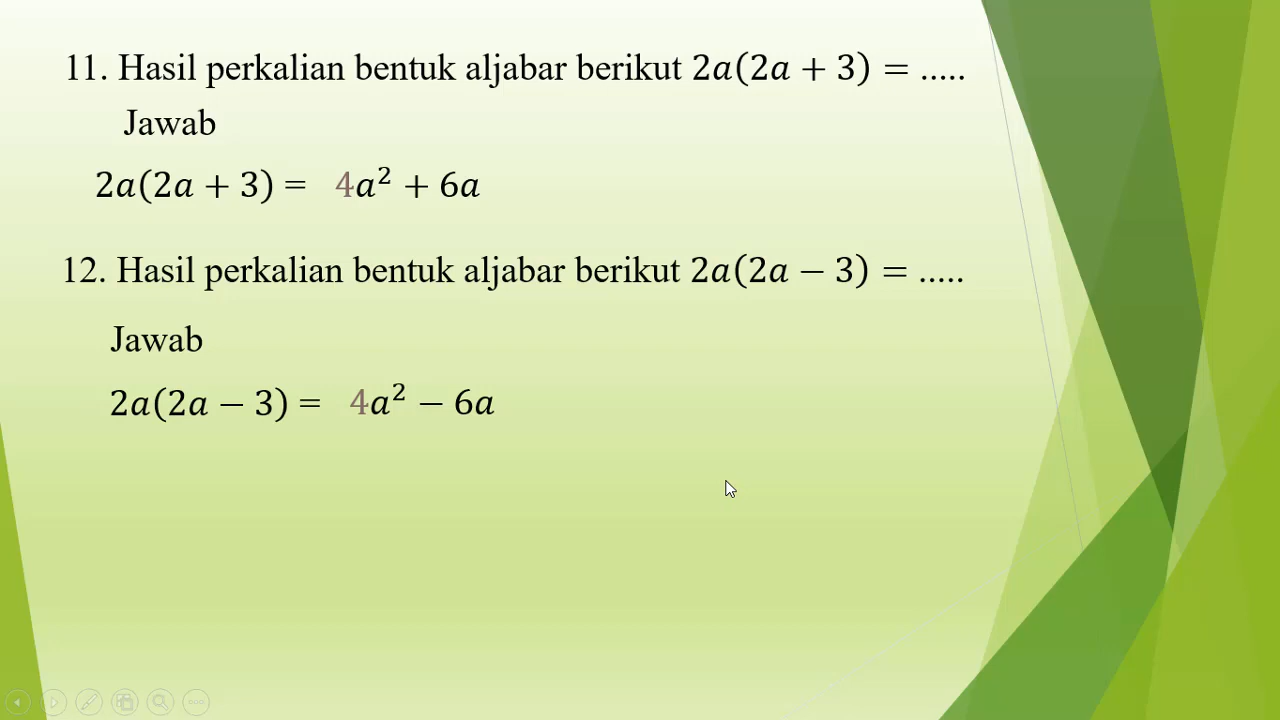 11. Hasil perkalian bentuk aljabar berikut 2𝑎(2𝑎 + 3) = .....
Jawab
2𝑎(2𝑎 + 3) = 4𝑎² + 6𝑎
12. Hasil perkalian bentuk aljabar berikut 2𝑎(2𝑎 − 3) = .....
Jawab
2𝑎(2𝑎 − 3) = 4𝑎² − 6𝑎